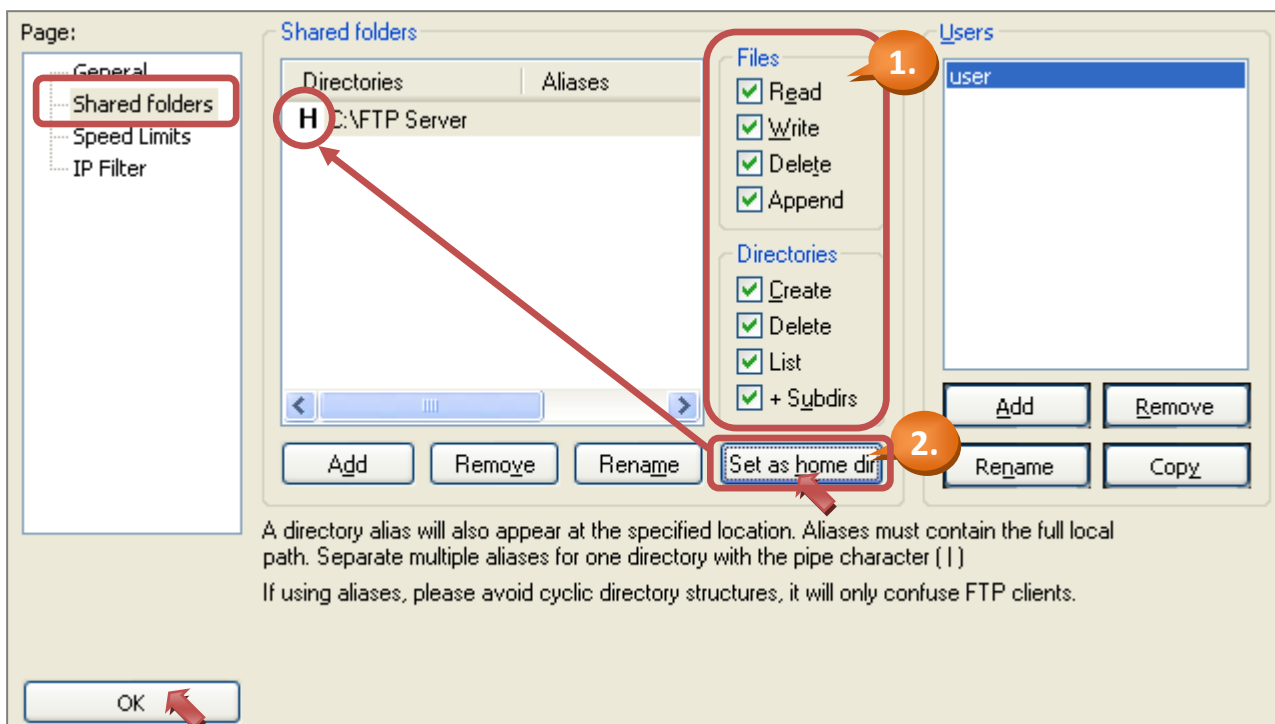 Page:
General
Shared folders
Speed Limits
IP Filter
OK
Shared folders
Directories Aliases
H C:\FTP Server
Files
Read
Write
Delete
Append
Directories
Create
Delete
List
+ Subdirs
1.
2.
Add Remove Rename Set as home dir
Users
user
Add Remove
Rename Copy
A directory alias will also appear at the specified location. Aliases must contain the full local
path. Separate multiple aliases for one directory with the pipe character ( | )
If using aliases, please avoid cyclic directory structures, it will only confuse FTP clients.